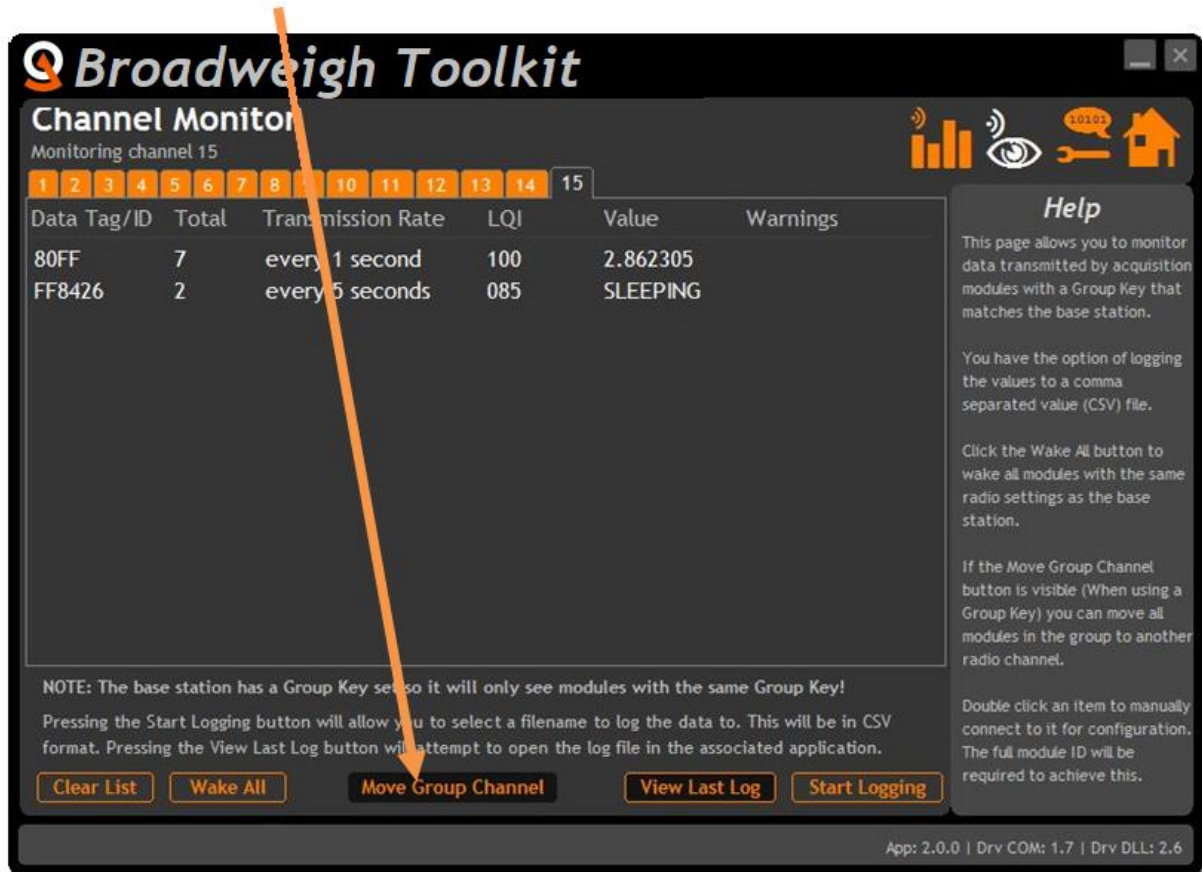 Broadweigh Toolkit
Channel Monitor
Monitoring channel 15
1 2 3 4 5 6 7 8 9 10 11 12 13 14 15
Data Tag/ID Total Transmission Rate LQI Value Warnings
80FF 7 every 1 second 100 2.862305
FF8426 2 every 5 seconds 085 SLEEPING
NOTE: The base station has a Group Key set so it will only see modules with the same Group Key!
Pressing the Start Logging button will allow you to select a filename to log the data to. This will be in CSV
format. Pressing the View Last Log button will attempt to open the log file in the associated application.
Clear List Wake All Move Group Channel View Last Log Start Logging
10101
Help
This page allows you to monitor
data transmitted by acquisition
modules with a Group Key that
matches the base station.
You have the option of logging
the values to a comma
separated value (CSV) file.
Click the Wake All button to
wake all modules with the same
radio settings as the base
station.
If the Move Group Channel
button is visible (When using a
Group Key) you can move all
modules in the group to another
radio channel.
Double click an item to manually
connect to it for configuration.
The full module ID will be
required to achieve this.
App: 2.0.0 | Drv COM: 1.7 | Drv DLL: 2.6